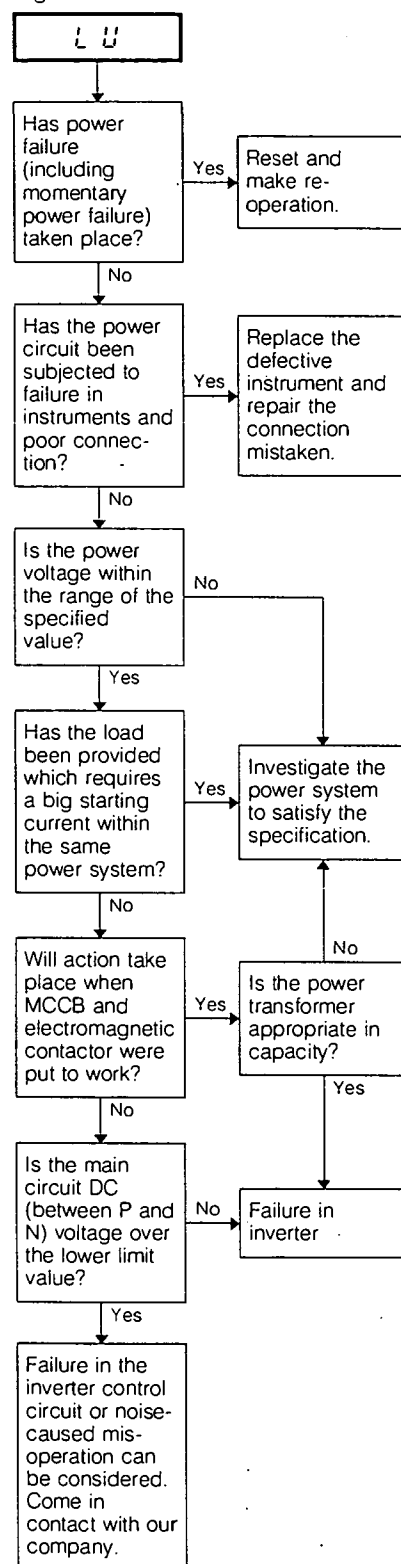 LU
Has power
failure
(including
momentary
power failure)
taken place?
Yes
Reset and
make re-
operation.
No
Has the power
circuit been
subjected to
failure in
instruments and
poor connec-
tion?
Yes
Replace the
defective
instrument and
repair the
connection
mistaken.
No
Is the power
voltage within
the range of the
specified
value?
No
Yes
Has the load
been provided
which requires
a big starting
current within
the same
power system?
Yes
Investigate the
power system
to satisfy the
specification.
No
No
Will action take
place when
MCCB and
electromagnetic
contactor were
put to work?
Yes
Is the power
transformer
appropriate in
capacity?
Yes
No
Is the main
circuit DC
(between P and
N) voltage over
the lower limit
value?
No
Failure in
inverter
Yes
Failure in the
inverter control
circuit or noise-
caused mis-
operation can
be considered.
Come in
contact with our
company.